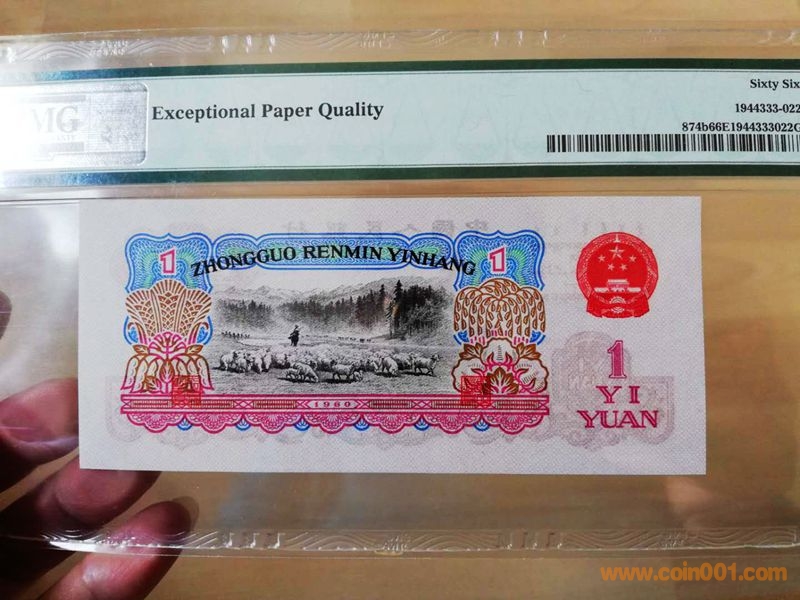 MG
Exceptional Paper Quality
Sixty Six
1944333-022
874b66E1944333022G
1
ZHONGGUO RENMIN YINHANG
1
1960
1
YI
YUAN
www.coin001.com